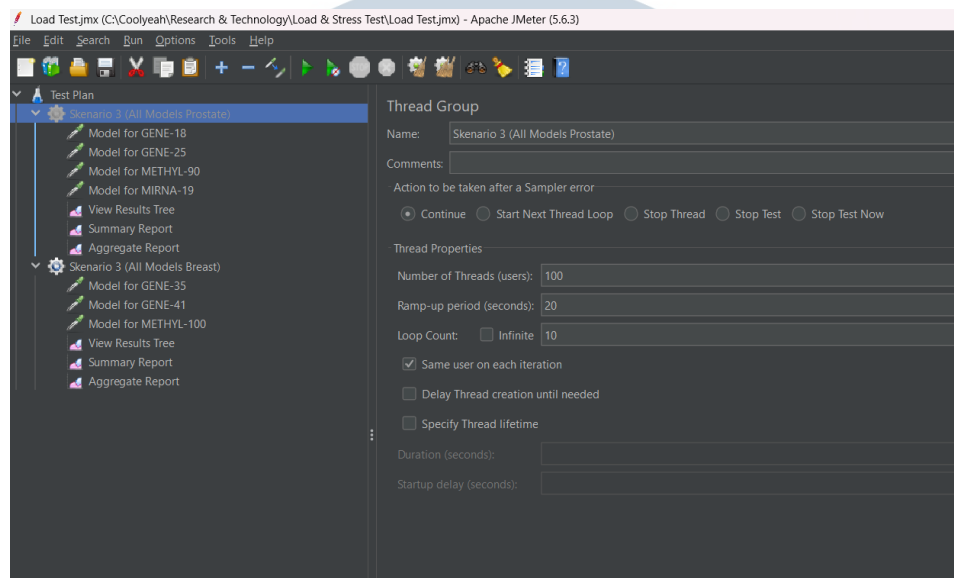 Load Test.jmx (C:\Coolyeah\Research & Technology\Load & Stress Test\Load Test.jmx) - Apache JMeter (5.6.3)
File Edit Search Run Options Tools Help
Test Plan
Skenario 3 (All Models Prostate)
Model for GENE-18
Model for GENE-25
Model for METHYL-90
Model for MIRNA-19
View Results Tree
Summary Report
Aggregate Report
Skenario 3 (All Models Breast)
Model for GENE-35
Model for GENE-41
Model for METHYL-100
View Results Tree
Summary Report
Aggregate Report
Thread Group
Name: Skenario 3 (All Models Prostate)
Comments:
Action to be taken after a Sampler error
Continue Start Next Thread Loop Stop Thread Stop Test Stop Test Now
Thread Properties
Number of Threads (users): 100
Ramp-up period (seconds): 20
Loop Count: Infinite 10
Same user on each iteration
Delay Thread creation until needed
Specify Thread lifetime
Duration (seconds):
Startup delay (seconds):